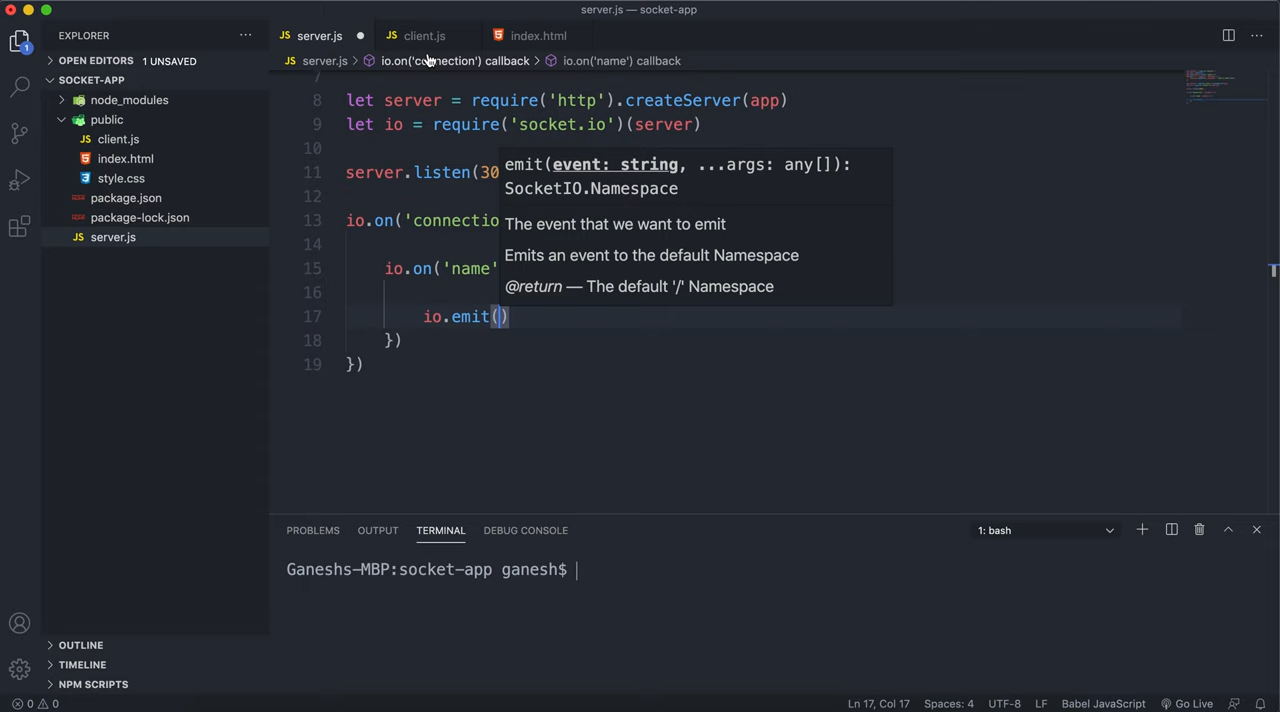 server.js — socket-app
EXPLORER
server.js
client.js
index.html
1
OPEN EDITORS 1 UNSAVED
server.js > io.on('connection') callback > io.on('name') callback
SOCKET-APP
node_modules
public
client.js
index.html
style.css
package.json
package-lock.json
server.js
7
8 let server = require('http').createServer(app)
9 let io = require('socket.io')(server)
10
11 server.listen(30
12
13 io.on('connectio
14
15 io.on('name'
16
17 io.emit()
18 })
19 })
emit(event: string, ...args: any[]):
SocketIO.Namespace
The event that we want to emit
Emits an event to the default Namespace
@return — The default '/' Namespace
PROBLEMS OUTPUT TERMINAL DEBUG CONSOLE
1: bash
Ganeshs-MBP:socket-app ganesh$
OUTLINE
TIMELINE
NPM SCRIPTS
0 0
Ln 17, Col 17 Spaces: 4 UTF-8 LF Babel JavaScript Go Live